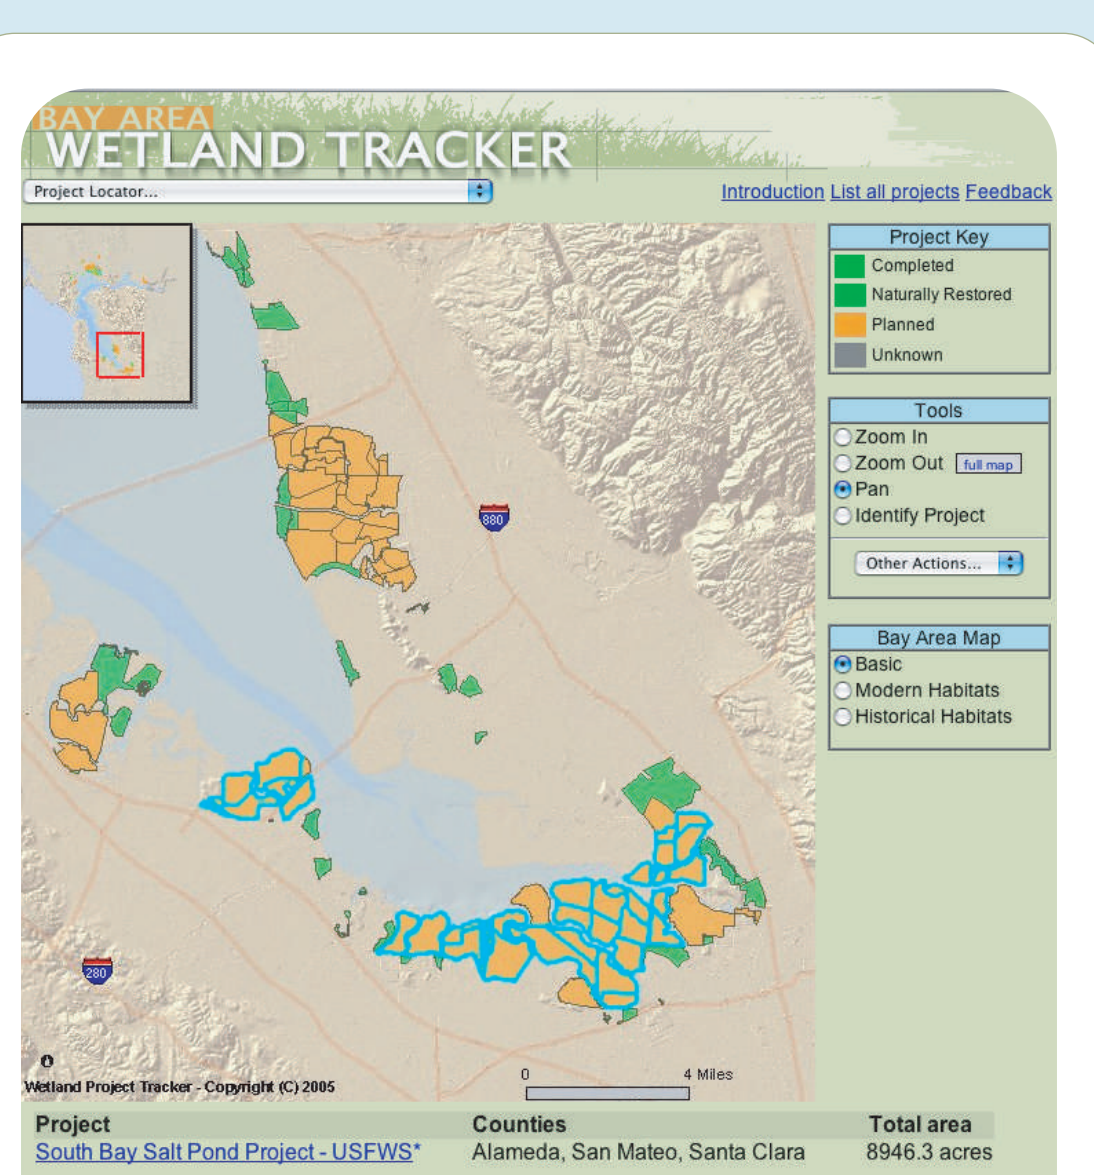 BAY AREA
WETLAND TRACKER
Project Locator...
Introduction List all projects Feedback
Project Key
Completed
Naturally Restored
Planned
Unknown
Tools
Zoom In
Zoom Out full map
Pan
Identify Project
Other Actions...
Bay Area Map
Basic
Modern Habitats
Historical Habitats
880
280
0 4 Miles
Wetland Project Tracker - Copyright (C) 2005
Project Counties Total area
South Bay Salt Pond Project - USFWS* Alameda, San Mateo, Santa Clara 8946.3 acres